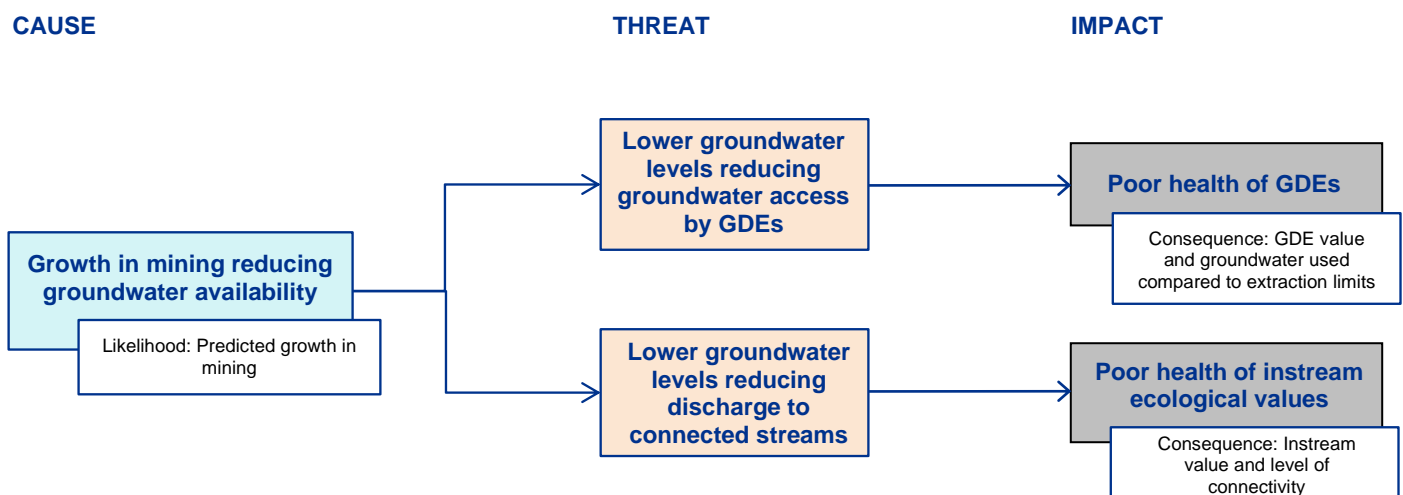 CAUSE
THREAT
IMPACT
Growth in mining reducing
groundwater availability
Likelihood: Predicted growth in
mining
Lower groundwater
levels reducing
groundwater access
by GDEs
Poor health of GDEs
Consequence: GDE value
and groundwater used
compared to extraction limits
Lower groundwater
levels reducing
discharge to
connected streams
Poor health of instream
ecological values
Consequence: Instream
value and level of
connectivity